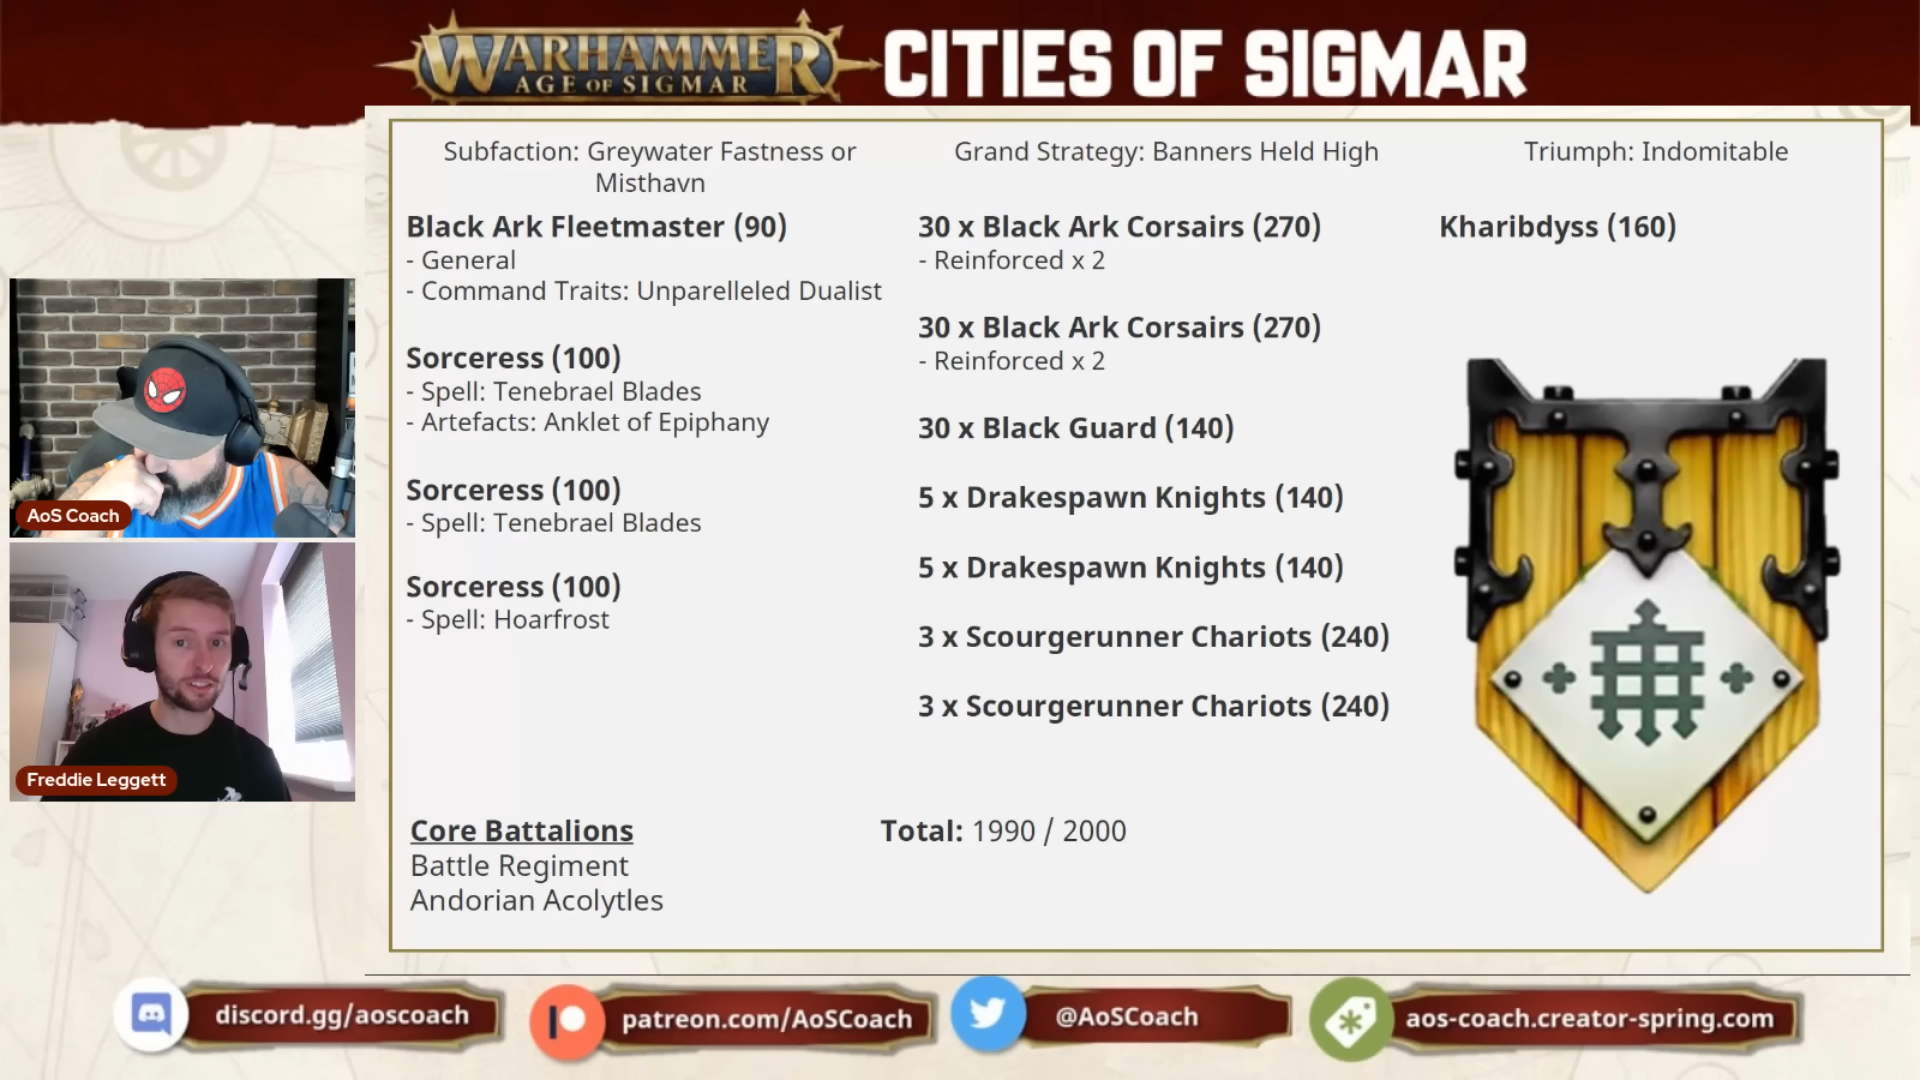 WARHAMMER
AGE OF SIGMAR
CITIES OF SIGMAR
Subfaction: Greywater Fastness or
Misthavn
Grand Strategy: Banners Held High
Triumph: Indomitable
Black Ark Fleetmaster (90)
- General
- Command Traits: Unparelleled Dualist
Sorceress (100)
- Spell: Tenebrael Blades
- Artefacts: Anklet of Epiphany
Sorceress (100)
- Spell: Tenebrael Blades
Sorceress (100)
- Spell: Hoarfrost
30 x Black Ark Corsairs (270)
- Reinforced x 2
30 x Black Ark Corsairs (270)
- Reinforced x 2
30 x Black Guard (140)
5 x Drakespawn Knights (140)
5 x Drakespawn Knights (140)
3 x Scourgerunner Chariots (240)
3 x Scourgerunner Chariots (240)
Kharibdyss (160)
AoS Coach
Freddie Leggett
Core Battalions
Battle Regiment
Andorian Acolytles
Total: 1990 / 2000
discord.gg/aoscoach
patreon.com/AoSCoach
@AoSCoach
aos-coach.creator-spring.com